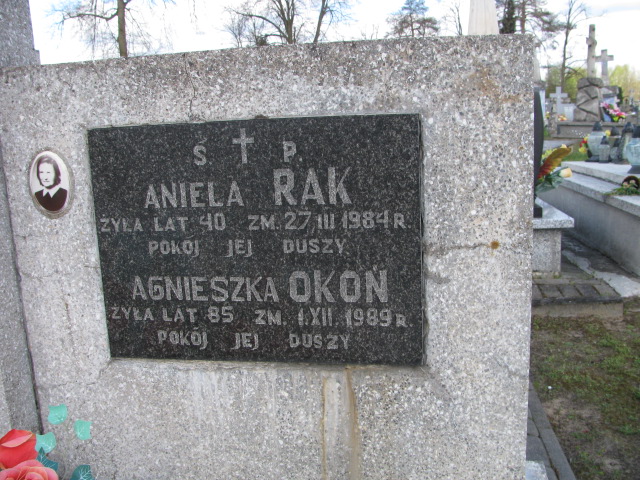 Ś P.
ANIELA RAK
ŻYŁA LAT 40 ZM. 27 III 1984 R.
POKÓJ JEJ DUSZY
AGNIESZKA OKOŃ
ŻYŁA LAT 85 ZM. 1.XII 1989 R.
POKÓJ JEJ DUSZY